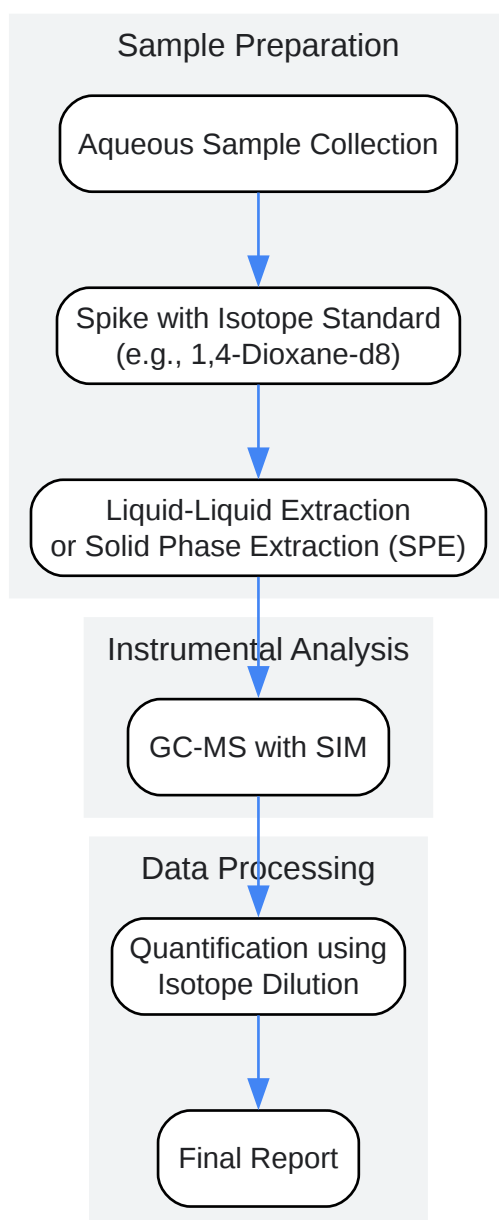 Sample Preparation
Aqueous Sample Collection
Spike with Isotope Standard
(e.g., 1,4-Dioxane-d8)
Liquid-Liquid Extraction
or Solid Phase Extraction (SPE)
Instrumental Analysis
GC-MS with SIM
Data Processing
Quantification using
Isotope Dilution
Final Report